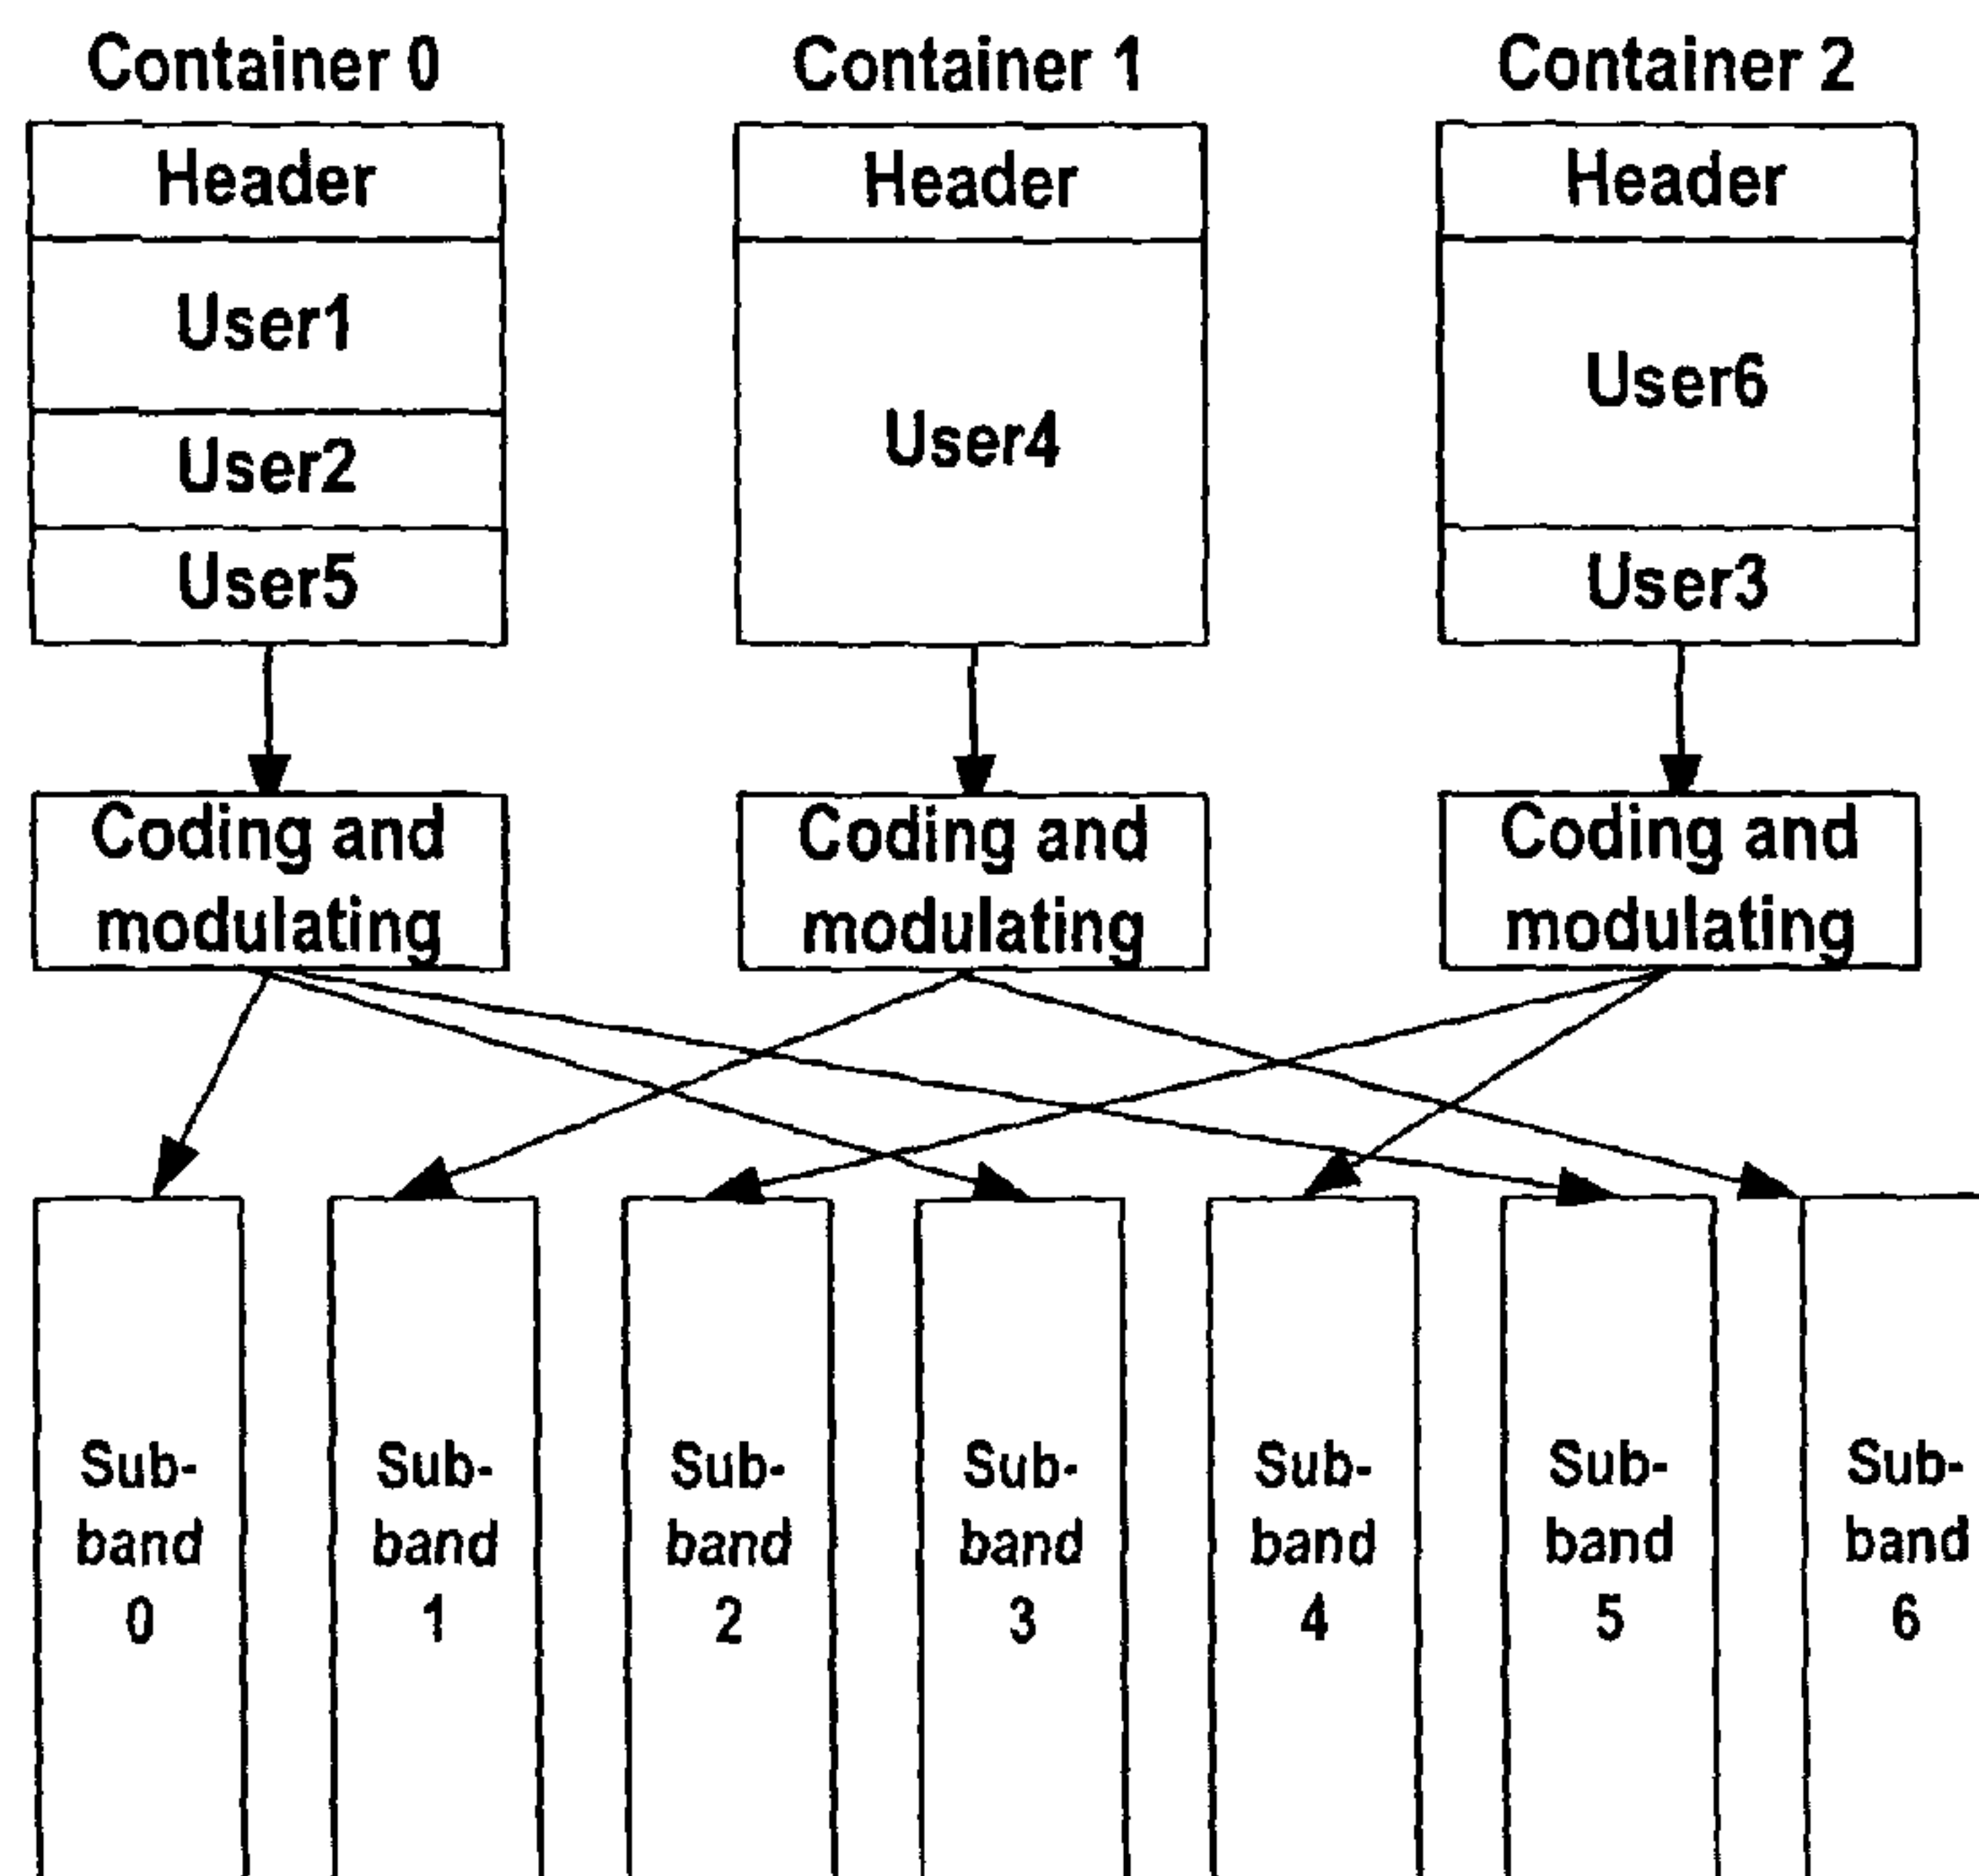 Container 0
Container 1
Container 2
Header
User1
User2
User5
Header
User4
Header
User6
User3
Coding and
modulating
Coding and
modulating
Coding and
modulating
Sub-
band
0
Sub-
band
1
Sub-
band
2
Sub-
band
3
Sub-
band
4
Sub-
band
5
Sub-
band
6